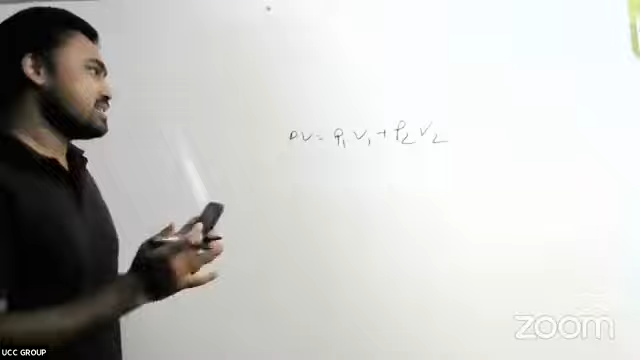 PV = P₁V₁ + P₂V₂
zoom
UCC GROUP